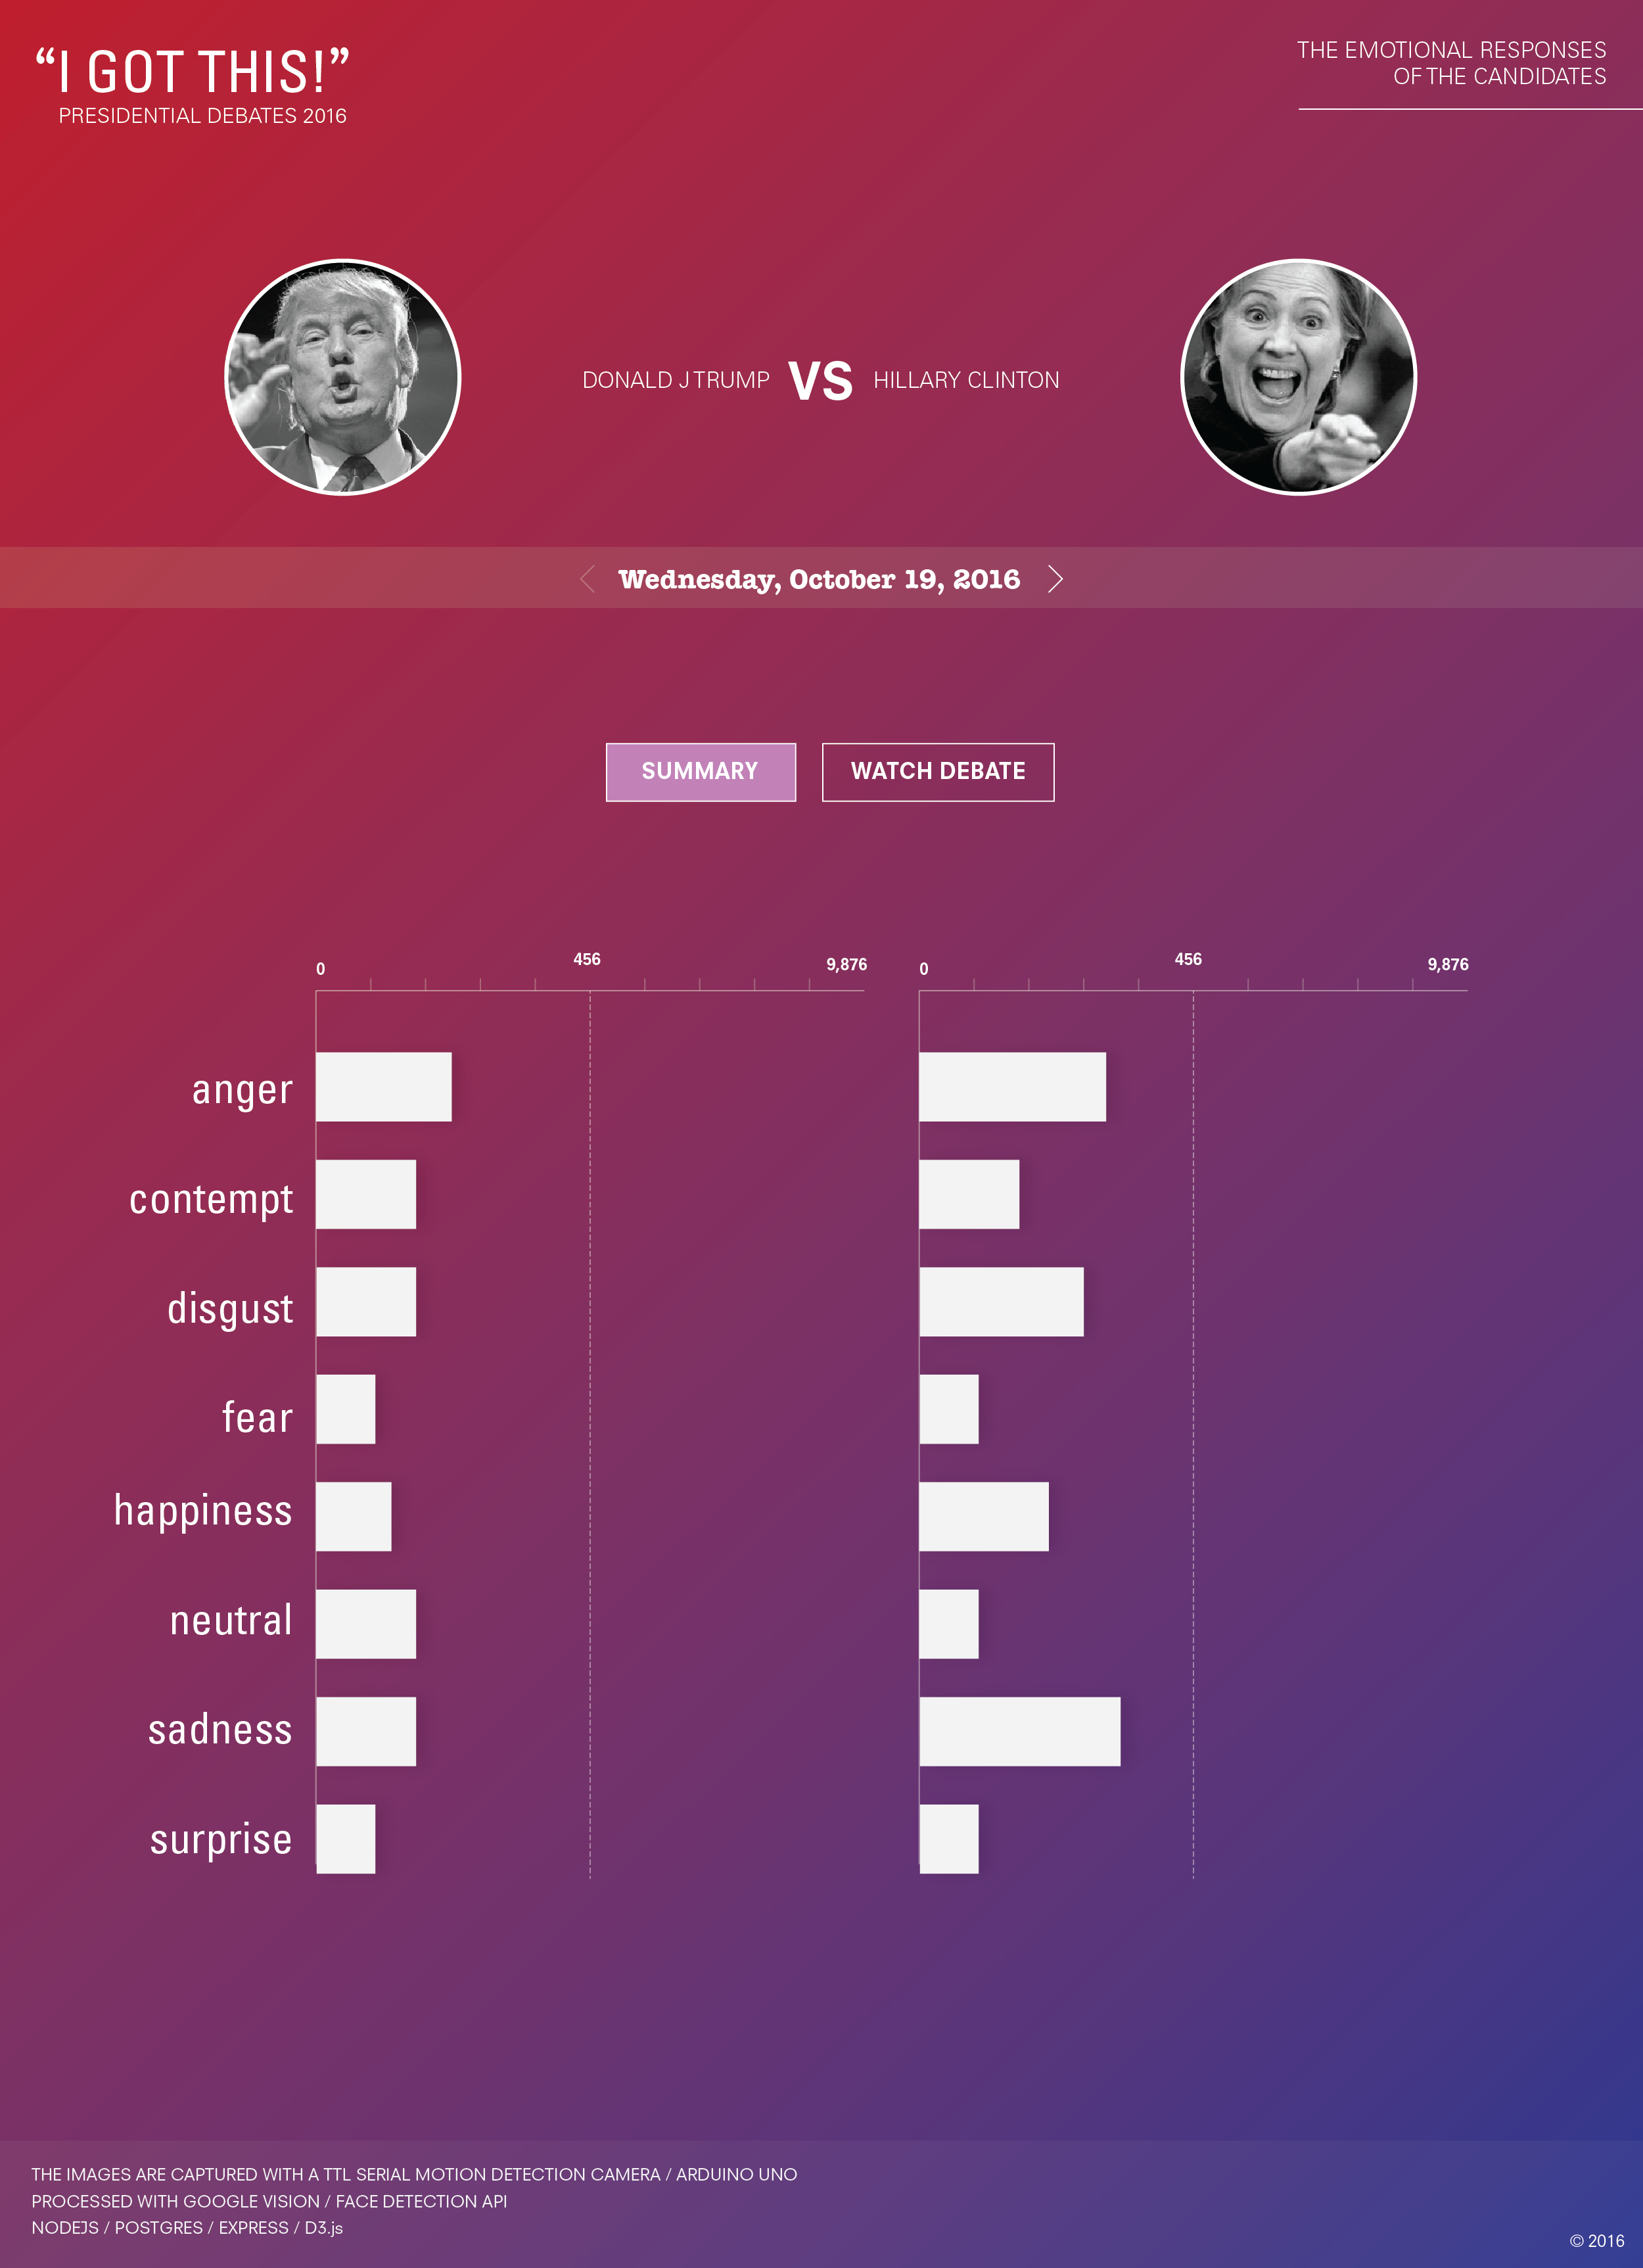 “I GOT THIS!”
PRESIDENTIAL DEBATES 2016
THE EMOTIONAL RESPONSES
OF THE CANDIDATES
DONALD J TRUMP VS HILLARY CLINTON
Wednesday, October 19, 2016
SUMMARY WATCH DEBATE
0 456 9,876 0 456 9,876
anger
contempt
disgust
fear
happiness
neutral
sadness
surprise
THE IMAGES ARE CAPTURED WITH A TTL SERIAL MOTION DETECTION CAMERA / ARDUINO UNO
PROCESSED WITH GOOGLE VISION / FACE DETECTION API
NODEJS / POSTGRES / EXPRESS / D3.js
© 2016